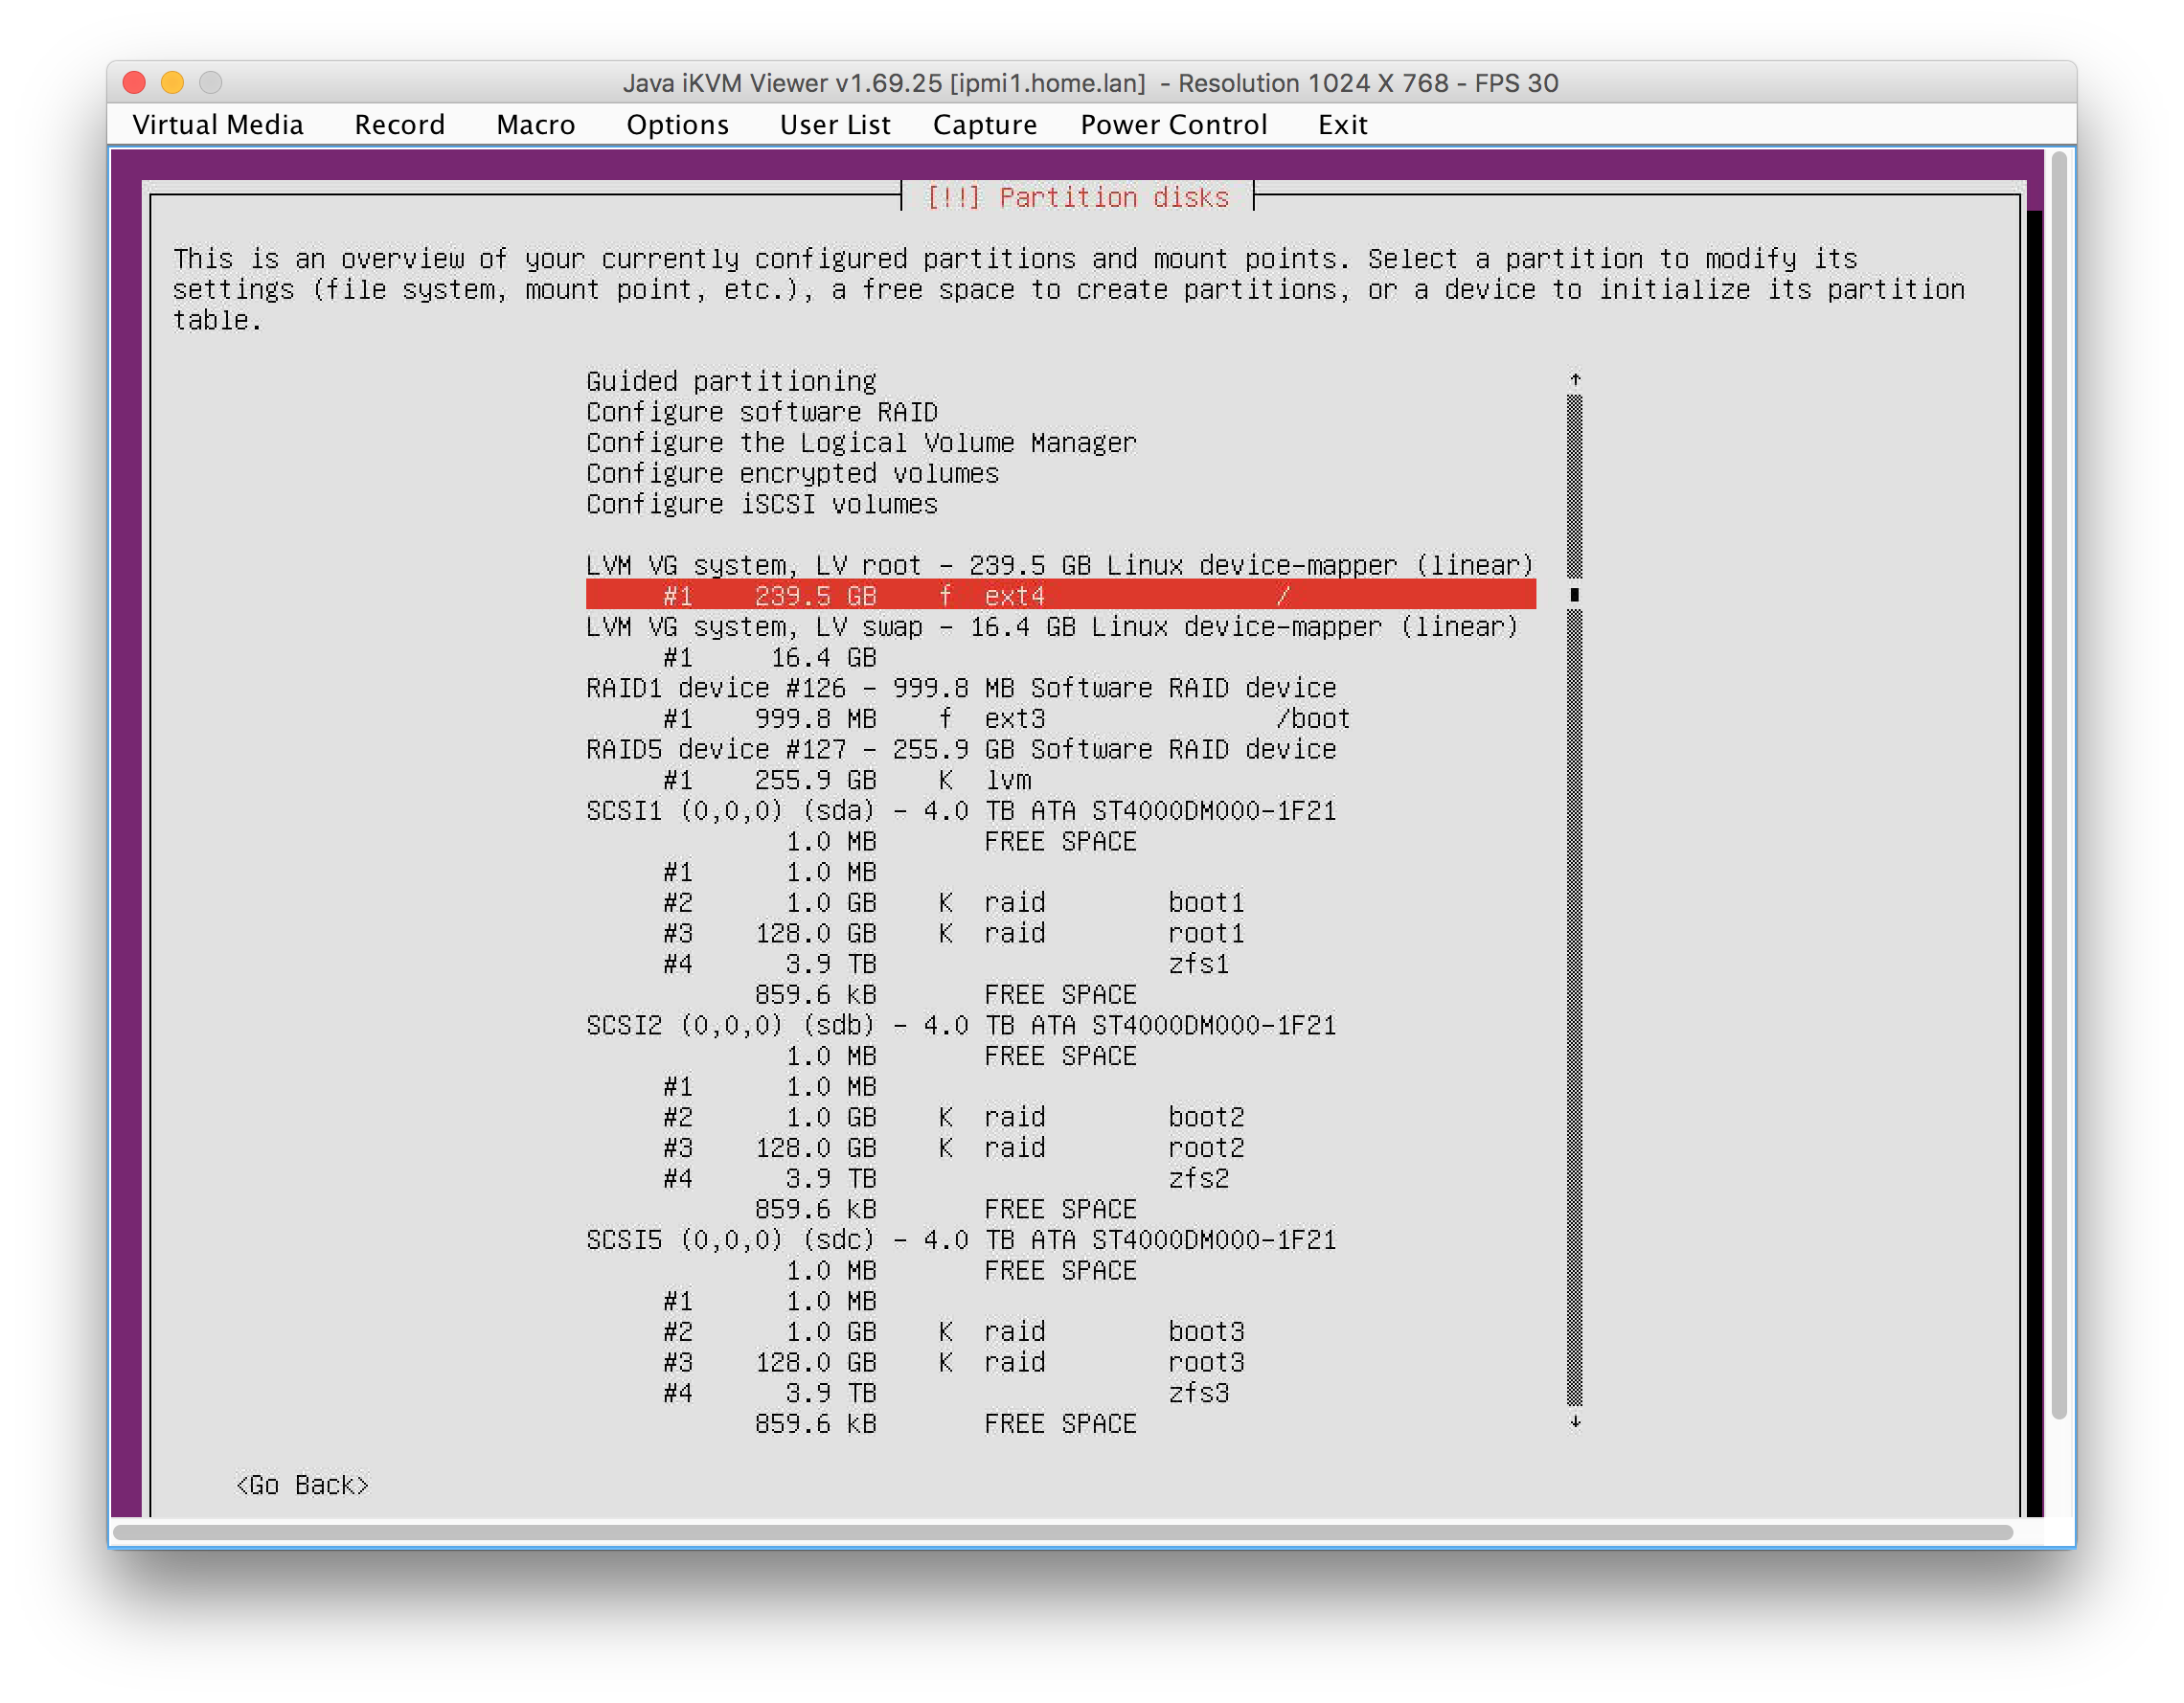 Java iKVM Viewer v1.69.25 [ipmi1.home.lan] - Resolution 1024 X 768 - FPS 30
Virtual Media Record Macro Options User List Capture Power Control Exit
[!!] Partition disks
This is an overview of your currently configured partitions and mount points. Select a partition to modify its
settings (file system, mount point, etc.), a free space to create partitions, or a device to initialize its partition
table.
Guided partitioning
Configure software RAID
Configure the Logical Volume Manager
Configure encrypted volumes
Configure iSCSI volumes
LVM VG system, LV root - 239.5 GB Linux device-mapper (linear)
#1 239.5 GB f ext4 /
LVM VG system, LV swap - 16.4 GB Linux device-mapper (linear)
#1 16.4 GB
RAID1 device #126 - 999.8 MB Software RAID device
#1 999.8 MB f ext3 /boot
RAID5 device #127 - 255.9 GB Software RAID device
#1 255.9 GB K lvm
SCSI1 (0,0,0) (sda) - 4.0 TB ATA ST4000DM000-1F21
1.0 MB FREE SPACE
#1 1.0 MB
#2 1.0 GB K raid boot1
#3 128.0 GB K raid root1
#4 3.9 TB zfs1
859.6 kB FREE SPACE
SCSI2 (0,0,0) (sdb) - 4.0 TB ATA ST4000DM000-1F21
1.0 MB FREE SPACE
#1 1.0 MB
#2 1.0 GB K raid boot2
#3 128.0 GB K raid root2
#4 3.9 TB zfs2
859.6 kB FREE SPACE
SCSI5 (0,0,0) (sdc) - 4.0 TB ATA ST4000DM000-1F21
1.0 MB FREE SPACE
#1 1.0 MB
#2 1.0 GB K raid boot3
#3 128.0 GB K raid root3
#4 3.9 TB zfs3
859.6 kB FREE SPACE
<Go Back>